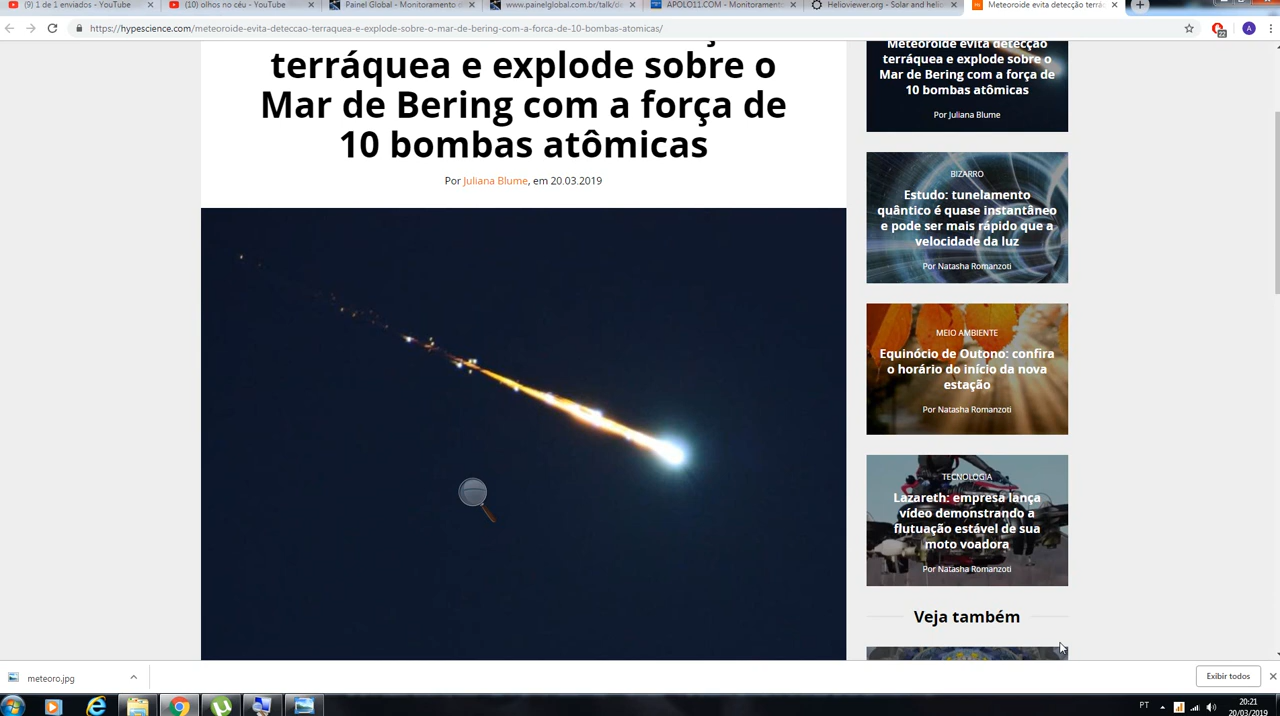 (9) 1 de 1 enviados - YouTube
(10) olhos no céu - YouTube
Painel Global - Monitoramento d
www.painelglobal.com.br/talk/de
APOLO11.COM - Monitoramento
Helioviewer.org - Solar and helic
Meteoroide evita detecção terrá
https://hypescience.com/meteoroide-evita-deteccao-terraquea-e-explode-sobre-o-mar-de-bering-com-a-forca-de-10-bombas-atomicas/
22
A
terráquea e explode sobre o
Mar de Bering com a força de
10 bombas atômicas
Por Juliana Blume, em 20.03.2019
Meteoroide evita detecção
terráquea e explode sobre o
Mar de Bering com a força de
10 bombas atômicas
Por Juliana Blume
BIZARRO
Estudo: tunelamento
quântico é quase instantâneo
e pode ser mais rápido que a
velocidade da luz
Por Natasha Romanzoti
MEIO AMBIENTE
Equinócio de Outono: confira
o horário do início da nova
estação
Por Natasha Romanzoti
TECNOLOGIA
Lazareth: empresa lança
vídeo demonstrando a
flutuação estável de sua
moto voadora
Por Natasha Romanzoti
Veja também
meteoro.jpg
Exibir todos
PT
20:21
20/03/2019